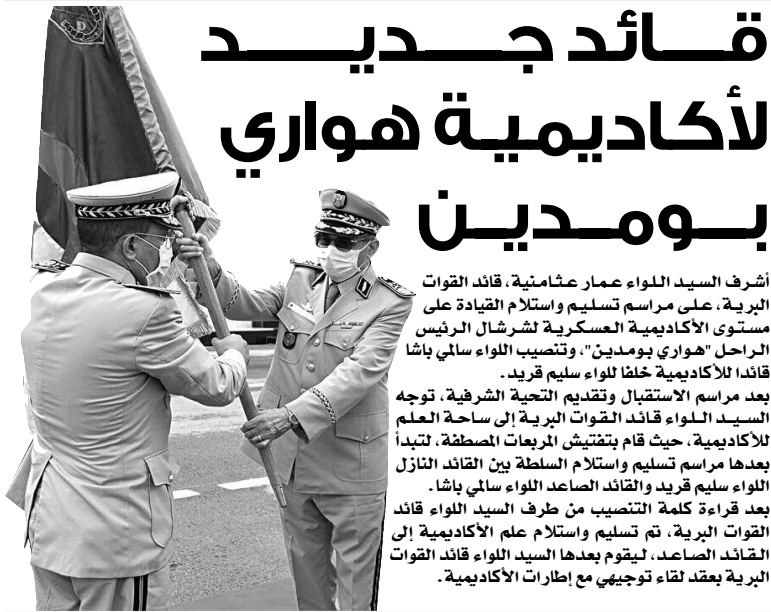 قائد جديد
لأكاديمية هواري
بومدين
أشرف السيد اللواء عمار عثامنية، قائد القوات
البرية، على مراسم تسليم واستلام القيادة على
مستوى الأكاديمية العسكرية لشرشال الرئيس
الراحل "هواري بومدين"، وتنصيب اللواء سالمي باشا
قائدا للأكاديمية خلفا للواء سليم قريد.
بعد مراسم الاستقبال وتقديم التحية الشرفية، توجه
السيد اللواء قائد القوات البرية إلى ساحة العلم
للأكاديمية، حيث قام بتفتيش المربعات المصطفة، لتبدأ
بعدها مراسم تسليم واستلام السلطة بين القائد النازل
اللواء سليم قريد والقائد الصاعد اللواء سالمي باشا.
بعد قراءة كلمة التنصيب من طرف السيد اللواء قائد
القوات البرية، تم تسليم واستلام علم الأكاديمية إلى
القائد الصاعد، ليقوم بعدها السيد اللواء قائد القوات
البرية بعقد لقاء توجيهي مع إطارات الأكاديمية.